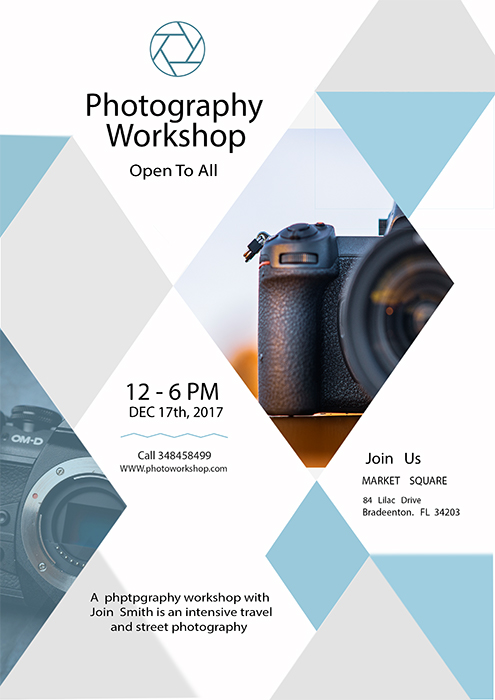 Photography
Workshop
Open To All
12 - 6 PM
DEC 17th, 2017
Call 348458499
WWW.photoworkshop.com
OM-D
Join Us
MARKET SQUARE
84 Lilac Drive
Bradeenton. FL 34203
A phptpgraphy workshop with
Join Smith is an intensive travel
and street photography